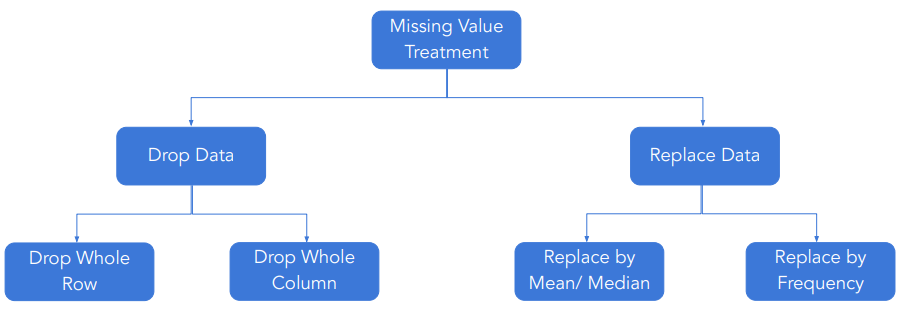 Missing Value
Treatment
Drop Data
Replace Data
Drop Whole
Row
Drop Whole
Column
Replace by
Mean/ Median
Replace by
Frequency